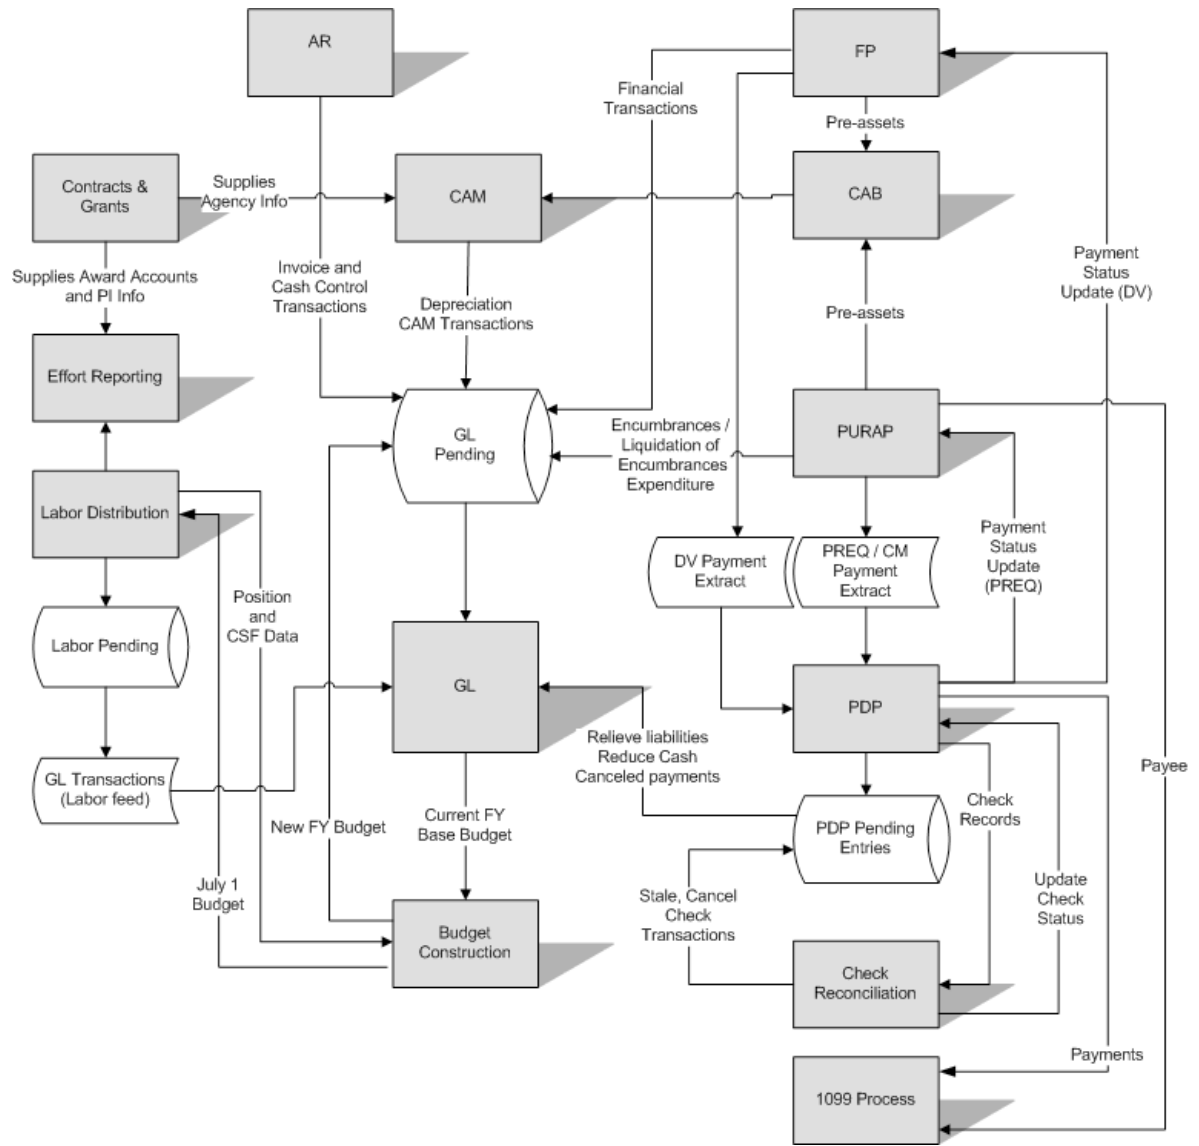 AR
FP
Financial
Transactions
Pre-assets
Contracts &
Grants
Supplies
Agency Info
CAM
CAB
Supplies Award Accounts
and PI Info
Invoice and
Cash Control
Transactions
Depreciation
CAM Transactions
Pre-assets
Payment
Status
Update (DV)
Effort Reporting
GL
Pending
Encumbrances /
Liquidation of
Encumbrances
Expenditure
PURAP
Labor Distribution
DV Payment
Extract
PREQ / CM
Payment
Extract
Payment
Status
Update
(PREQ)
Position
and
CSF Data
Labor Pending
GL
PDP
Relieve liabilities
Reduce Cash
Canceled payments
Payee
GL Transactions
(Labor feed)
New FY Budget
Current FY
Base Budget
PDP Pending
Entries
Check
Records
July 1
Budget
Stale, Cancel
Check
Transactions
Update
Check
Status
Budget
Construction
Check
Reconciliation
Payments
1099 Process